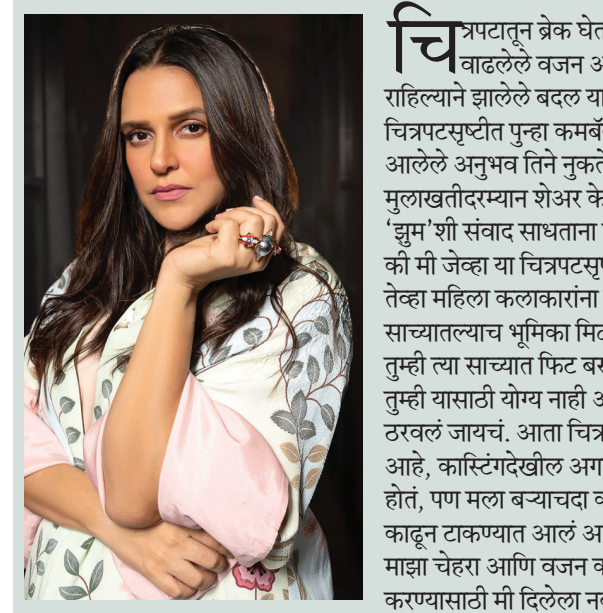 चित्रपटातून ब्रेक घेत
वाढलेले वजन अ
राहिल्याने झालेले बदल या
चित्रपटसृष्टीत पुन्हा कमबॅ
आलेले अनुभव तिने नुकते
मुलाखतीदरम्यान शेअर के
‘झुम’शी संवाद साधताना
की मी जेव्हा या चित्रपटसृष
तेव्हा महिला कलाकारांना
साच्यातल्याच भूमिका मिळ
तुम्ही त्या साच्यात फिट बस
तुम्ही यासाठी योग्य नाही अ
ठरवलं जायचं. आता चित्र
आहे, कास्टिंगदेखील अग
होतं, पण मला बऱ्याचदा व
काढून टाकण्यात आलं अ
माझा चेहरा आणि वजन क
करण्यासाठी मी दिलेला न